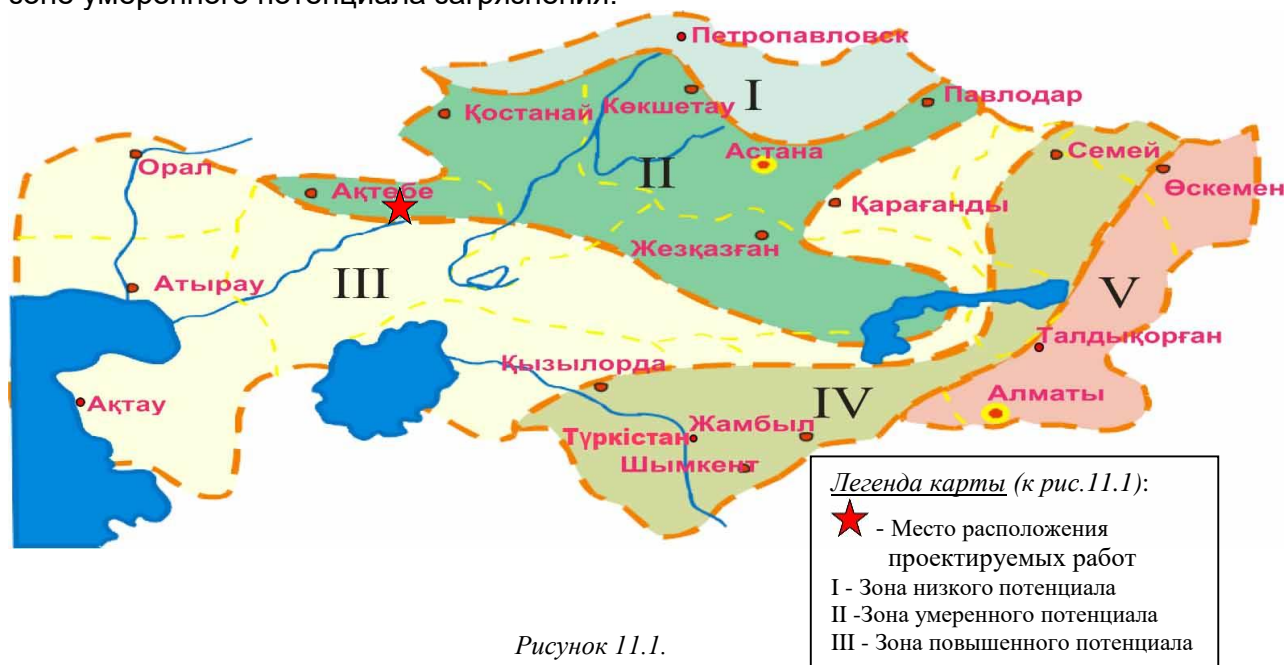 зоне умеренного потенциала загрязнения.
Петропавловск
I
Қостанай
Көкшетау
Павлодар
Орал
Астана
Семей
II
Өскемен
Ақтебе
Қарағанды
Жезқазған
Атырау
III
V
Талдықорған
Қызылорда
Ақтау
IV
Алматы
Түркістан
Жамбыл
Шымкент
Легенда карты (к рис.11.1):
- Место расположения
проектируемых работ
I - Зона низкого потенциала
II -Зона умеренного потенциала
III - Зона повышенного потенциала
Рисунок 11.1.